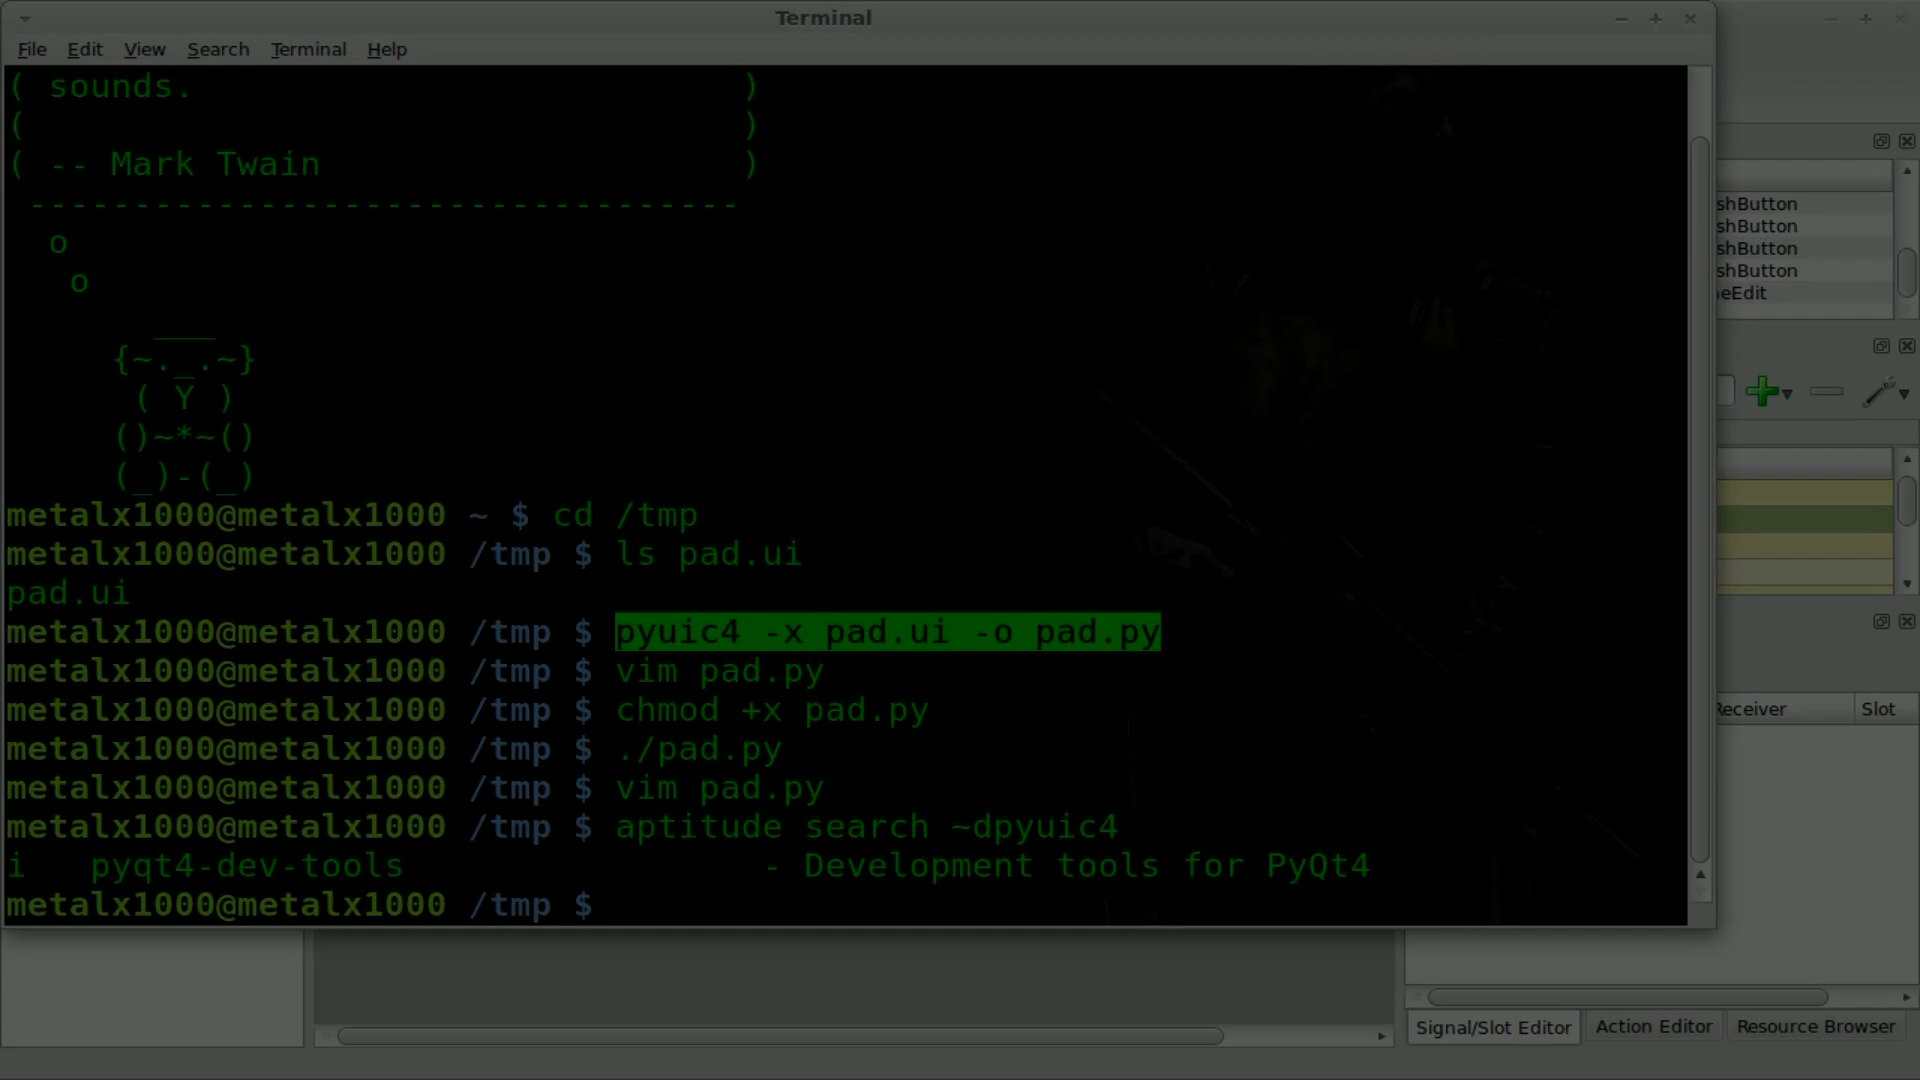 Terminal
File Edit View Search Terminal Help
( sounds. )
( )
( -- Mark Twain )
-----------------------------------
o
o
___
{~._.~}
( Y )
()~*~()
(_)-(_)
metalx1000@metalx1000 ~ $ cd /tmp
metalx1000@metalx1000 /tmp $ ls pad.ui
pad.ui
metalx1000@metalx1000 /tmp $ pyuic4 -x pad.ui -o pad.py
metalx1000@metalx1000 /tmp $ vim pad.py
metalx1000@metalx1000 /tmp $ chmod +x pad.py
metalx1000@metalx1000 /tmp $ ./pad.py
metalx1000@metalx1000 /tmp $ vim pad.py
metalx1000@metalx1000 /tmp $ aptitude search ~dpyuic4
i pyqt4-dev-tools - Development tools for PyQt4
metalx1000@metalx1000 /tmp $
shButton
shButton
shButton
shButton
neEdit
Receiver Slot
Signal/Slot Editor Action Editor Resource Browser